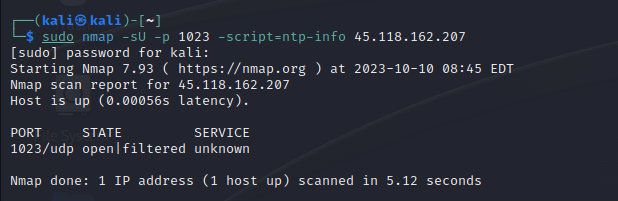 (kali㉿kali)-[~]
$ sudo nmap -sU -p 1023 -script=ntp-info 45.118.162.207
[sudo] password for kali:
Starting Nmap 7.93 ( https://nmap.org ) at 2023-10-10 08:45 EDT
Nmap scan report for 45.118.162.207
Host is up (0.00056s latency).
PORT     STATE         SERVICE
1023/udp open|filtered unknown
Nmap done: 1 IP address (1 host up) scanned in 5.12 seconds